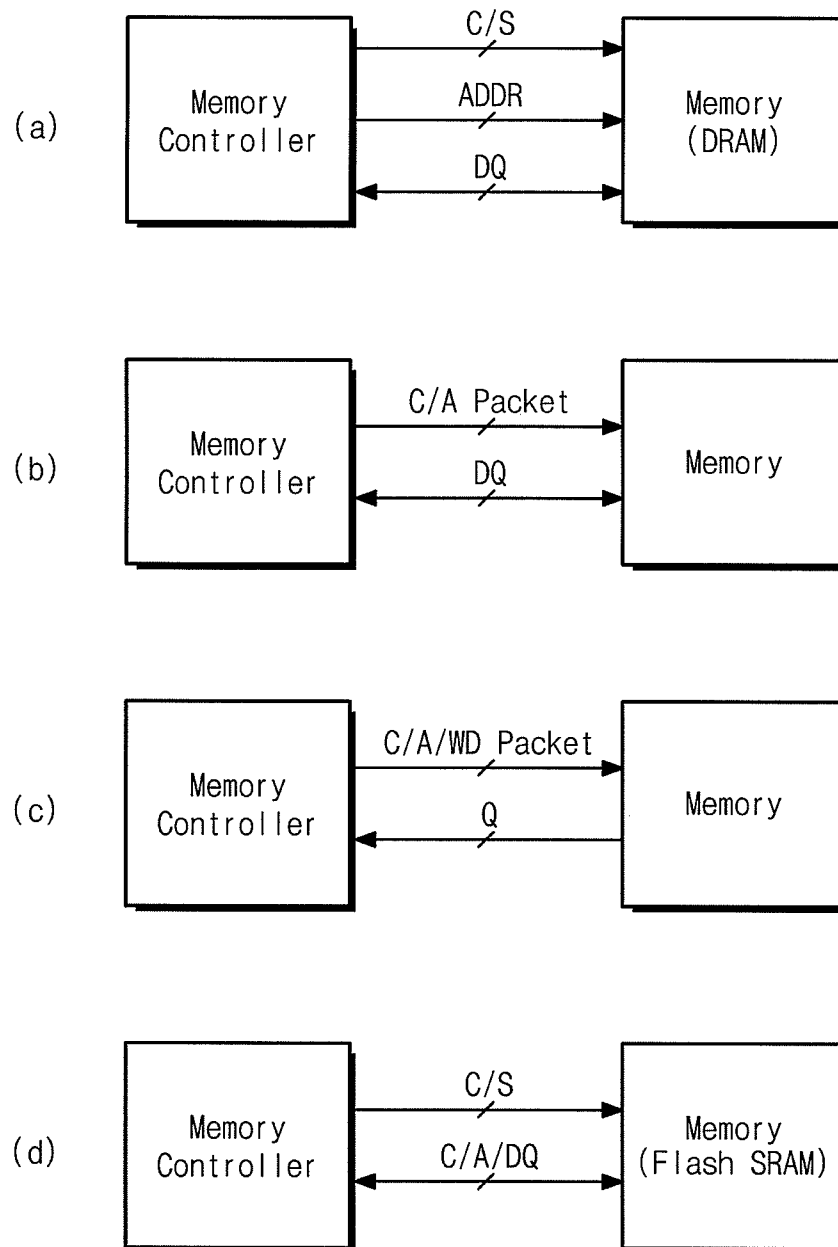 C/S
(a)
Memory
Controller
ADDR
DQ
Memory
(DRAM)
(b)
Memory
Controller
C/A Packet
DQ
Memory
(c)
Memory
Controller
C/A/WD Packet
Q
Memory
(d)
Memory
Controller
C/S
C/A/DQ
Memory
(Flash SRAM)